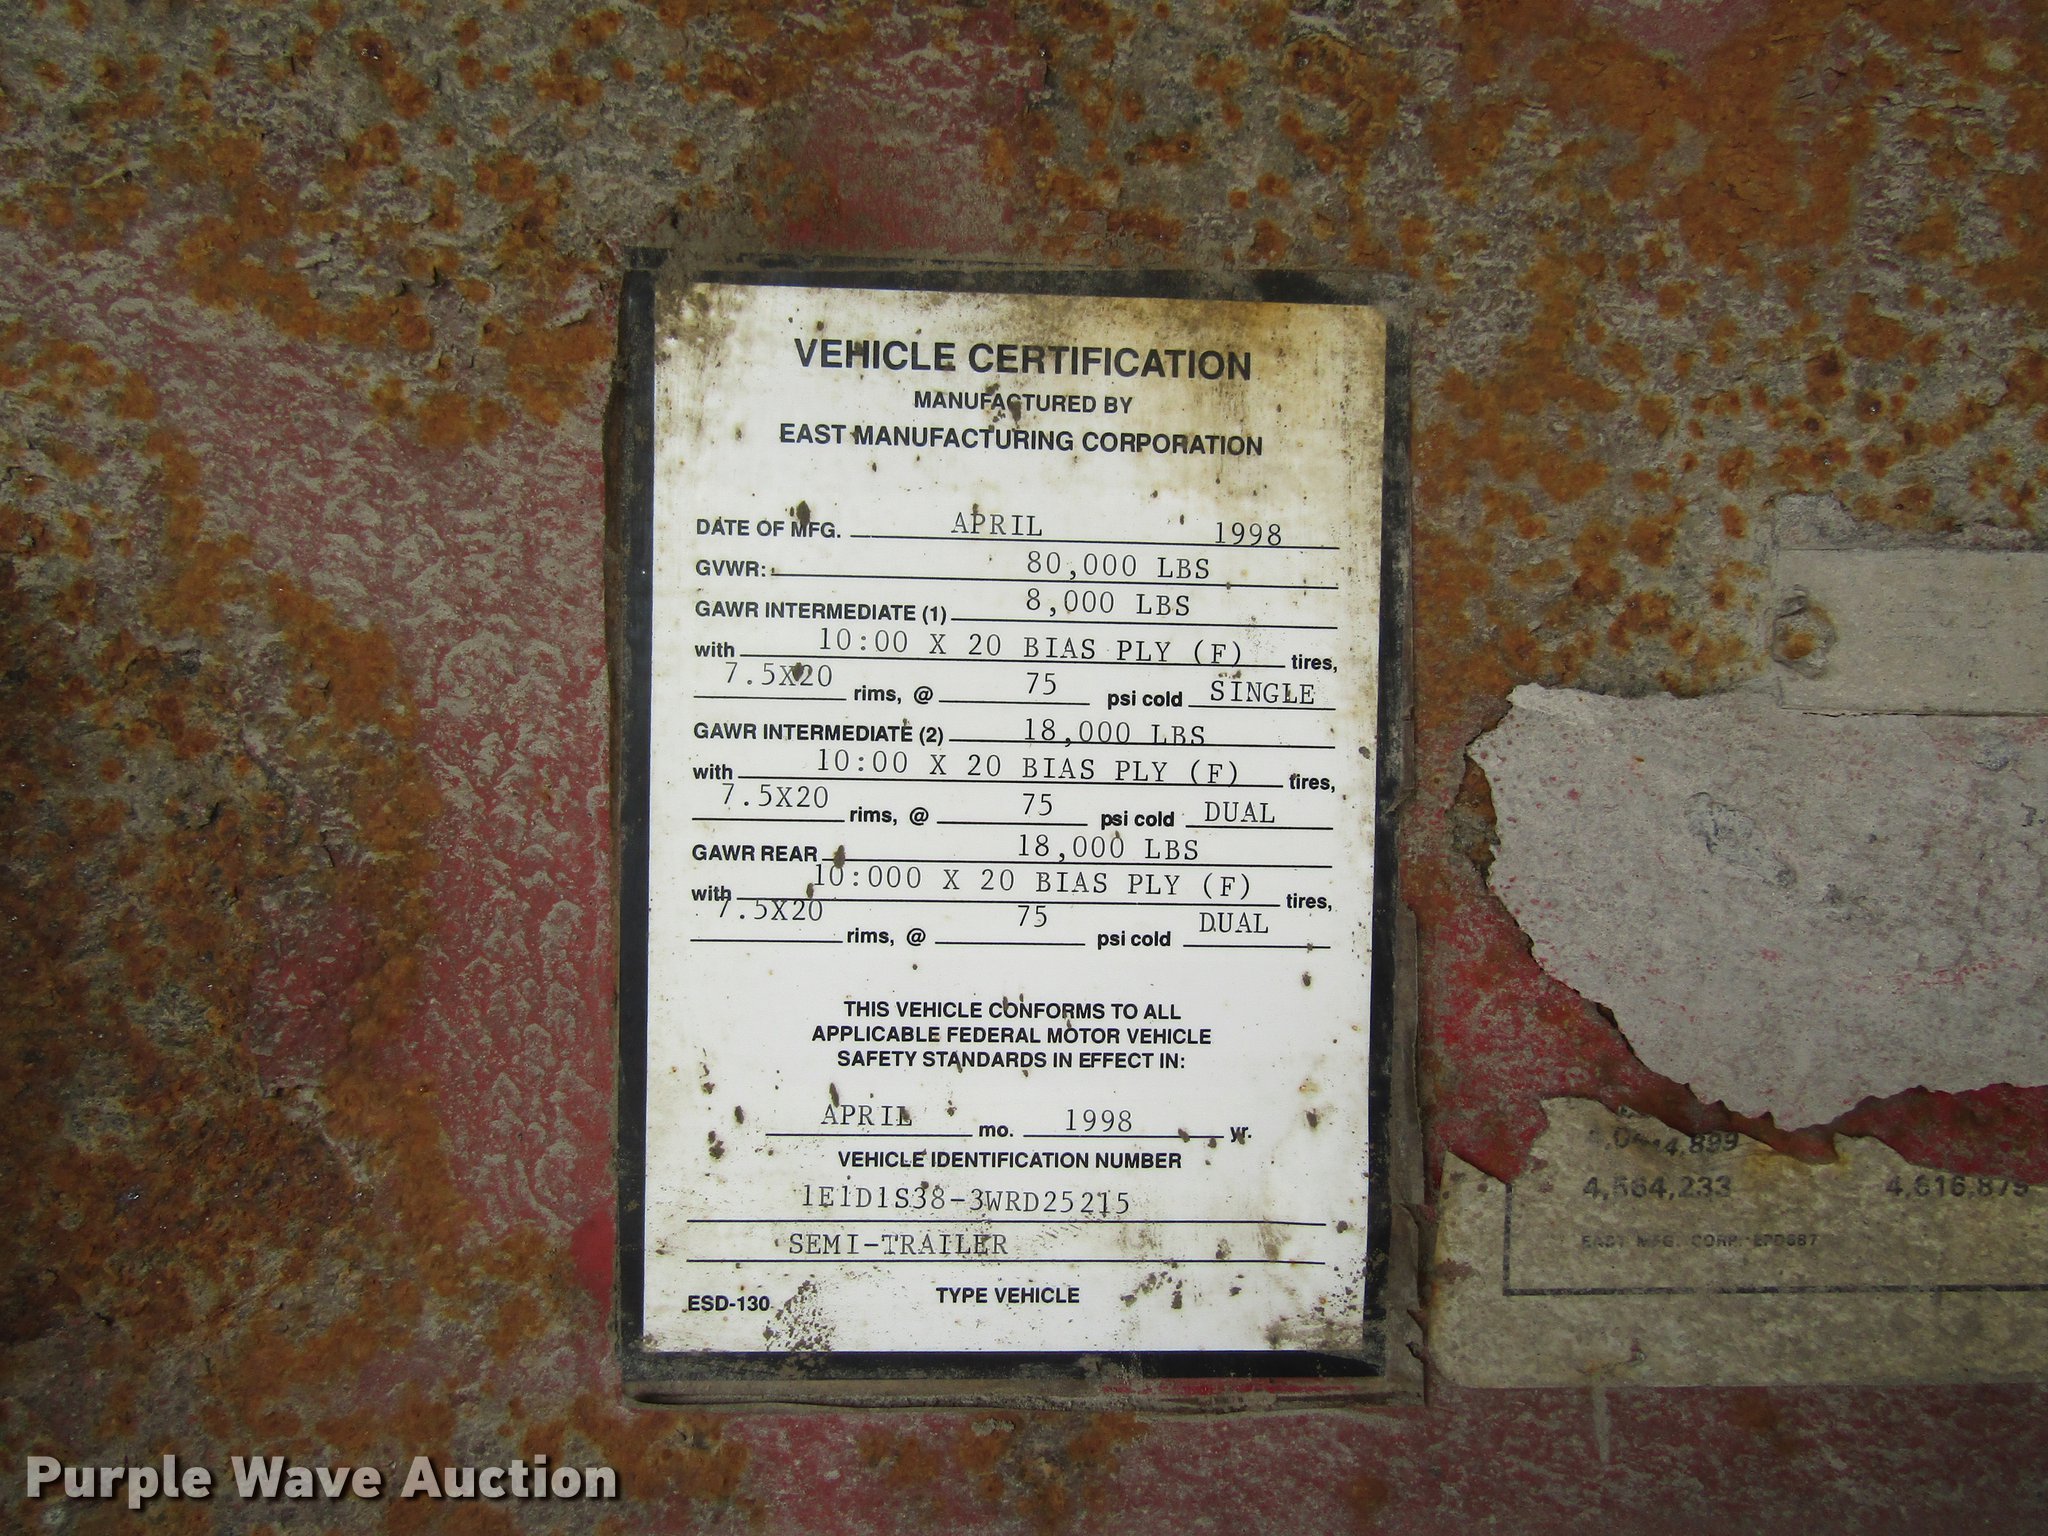 VEHICLE CERTIFICATION
MANUFACTURED BY
EAST MANUFACTURING CORPORATION
DATE OF MFG. APRIL 1998
GVWR: 80,000 LBS
GAWR INTERMEDIATE (1) 8,000 LBS
with 10:00 X 20 BIAS PLY (F) tires,
7.5X20 rims, @ 75 psi cold SINGLE
GAWR INTERMEDIATE (2) 18,000 LBS
with 10:00 X 20 BIAS PLY (F) tires,
7.5X20 rims, @ 75 psi cold DUAL
GAWR REAR 18,000 LBS
with 10:000 X 20 BIAS PLY (F) tires,
7.5X20 rims, @ 75 psi cold DUAL
THIS VEHICLE CONFORMS TO ALL
APPLICABLE FEDERAL MOTOR VEHICLE
SAFETY STANDARDS IN EFFECT IN:
APRIL mo. 1998 yr.
VEHICLE IDENTIFICATION NUMBER
1E1D1S38-3WRD25215
SEMI-TRAILER
ESD-130 TYPE VEHICLE
4,564,233 4,616,879
EAST MFG. CORP.
Purple Wave Auction